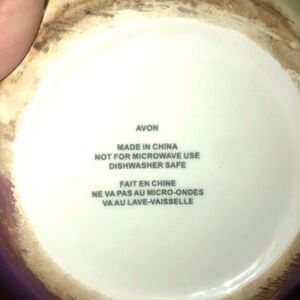 AVON
MADE IN CHINA
NOT FOR MICROWAVE USE
DISHWASHER SAFE
FAIT EN CHINE
NE VA PAS AU MICRO-ONDES
VA AU LAVE-VAISSELLE